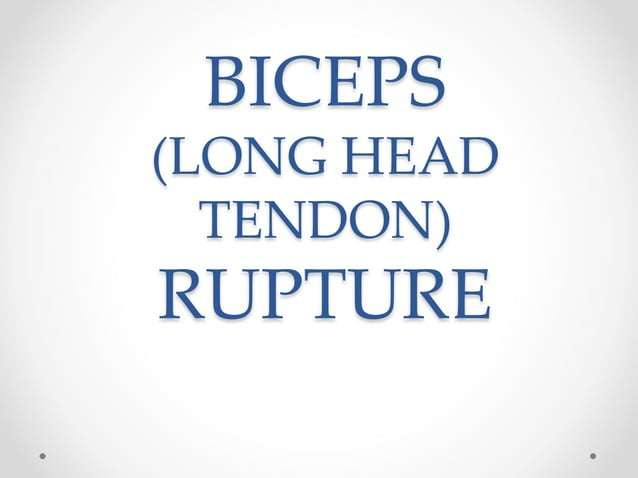 BICEPS
(LONG HEAD
TENDON)
RUPTURE